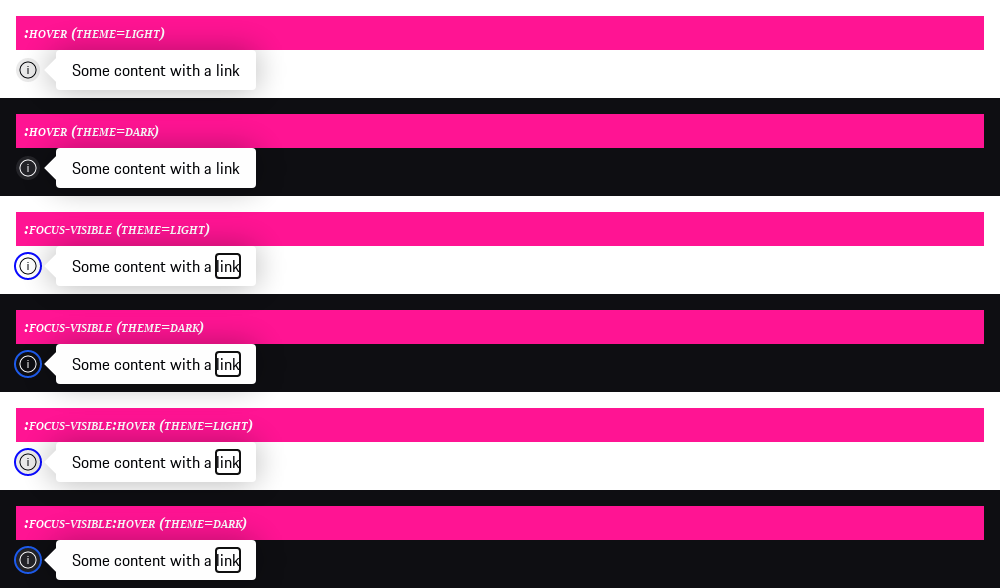 :HOVER (THEME=LIGHT)
i Some content with a link
:HOVER (THEME=DARK)
i Some content with a link
:FOCUS-VISIBLE (THEME=LIGHT)
i Some content with a link
:FOCUS-VISIBLE (THEME=DARK)
i Some content with a link
:FOCUS-VISIBLE:HOVER (THEME=LIGHT)
i Some content with a link
:FOCUS-VISIBLE:HOVER (THEME=DARK)
i Some content with a link